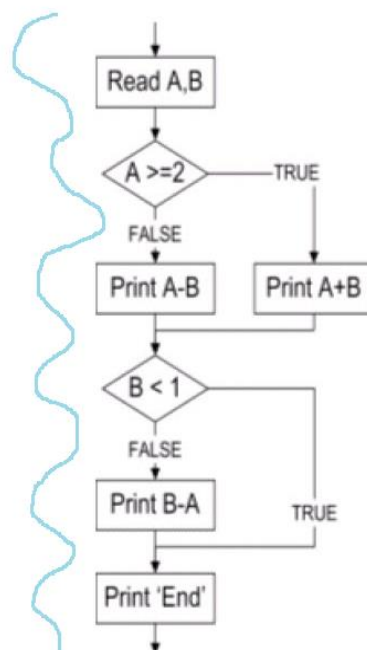 Read A,B
A >=2
TRUE
FALSE
Print A-B
Print A+B
B < 1
FALSE
Print B-A
TRUE
Print ‘End’